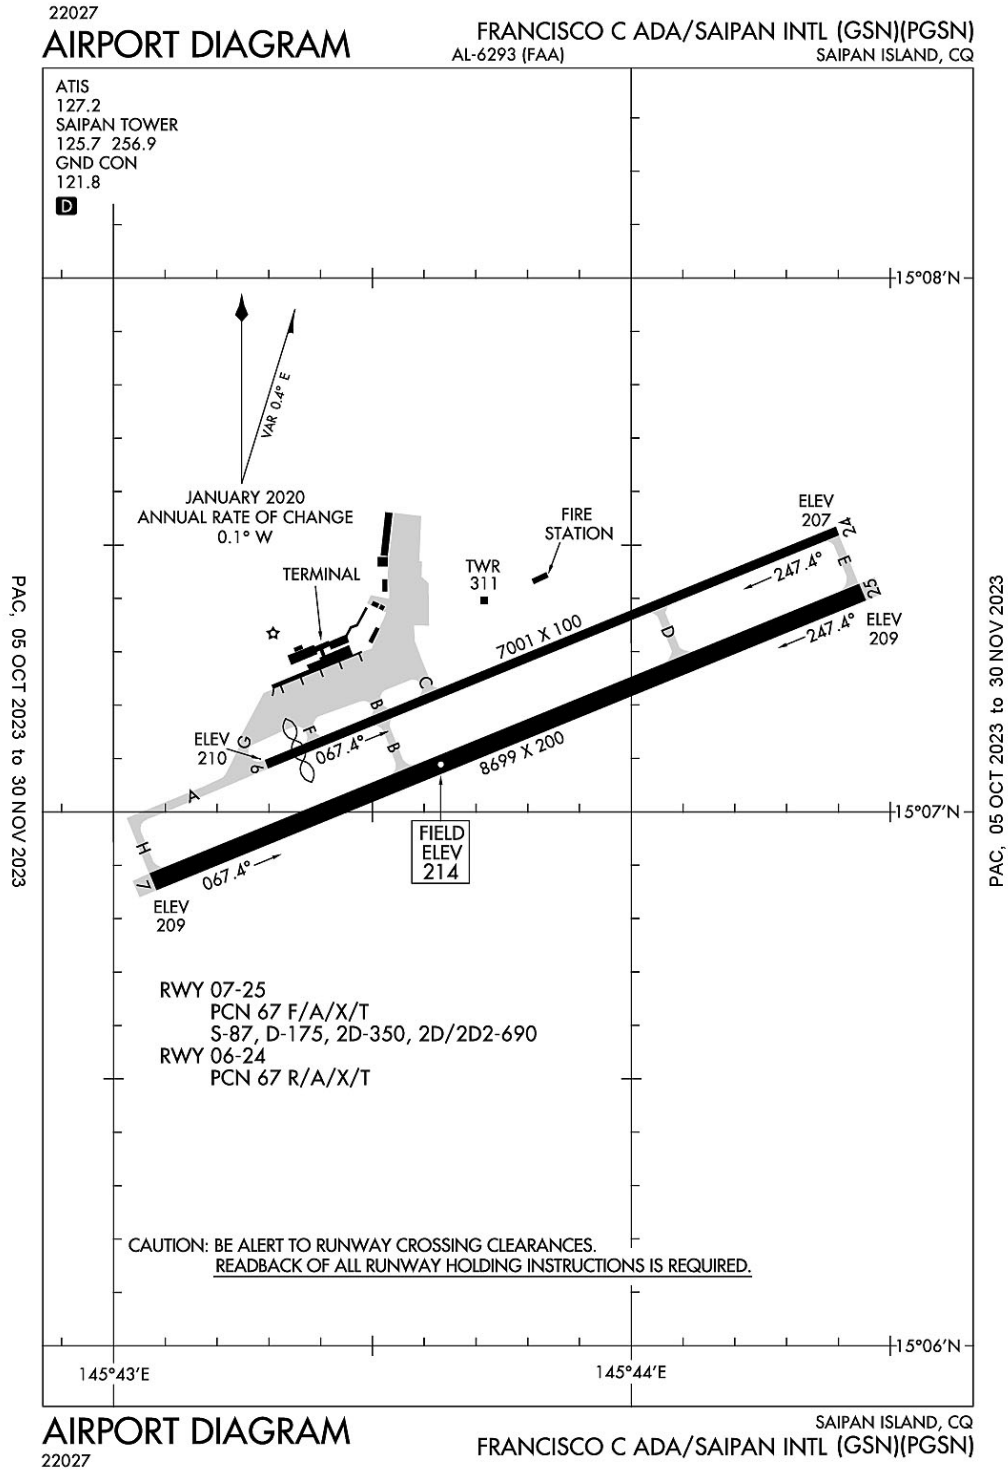 22027
AIRPORT DIAGRAM
FRANCISCO C ADA/SAIPAN INTL (GSN)(PGSN)
AL-6293 (FAA)
SAIPAN ISLAND, CQ
ATIS
127.2
SAIPAN TOWER
125.7 256.9
GND CON
121.8
D
15°08'N
VAR 0.4° E
JANUARY 2020
ANNUAL RATE OF CHANGE
0.1° W
ELEV
207
24
FIRE
STATION
TWR
311
TERMINAL
247.4°
E
25
ELEV
209
247.4°
7001 X 100
D
C
B
F
G
ELEV
210
6
067.4°
B
8699 X 200
A
15°07'N
FIELD
ELEV
214
H
7
067.4°
ELEV
209
RWY 07-25
PCN 67 F/A/X/T
S-87, D-175, 2D-350, 2D/2D2-690
RWY 06-24
PCN 67 R/A/X/T
CAUTION: BE ALERT TO RUNWAY CROSSING CLEARANCES.
READBACK OF ALL RUNWAY HOLDING INSTRUCTIONS IS REQUIRED.
15°06'N
145°43'E
145°44'E
PAC, 05 OCT 2023 to 30 NOV 2023
PAC, 05 OCT 2023 to 30 NOV 2023
AIRPORT DIAGRAM
22027
SAIPAN ISLAND, CQ
FRANCISCO C ADA/SAIPAN INTL (GSN)(PGSN)